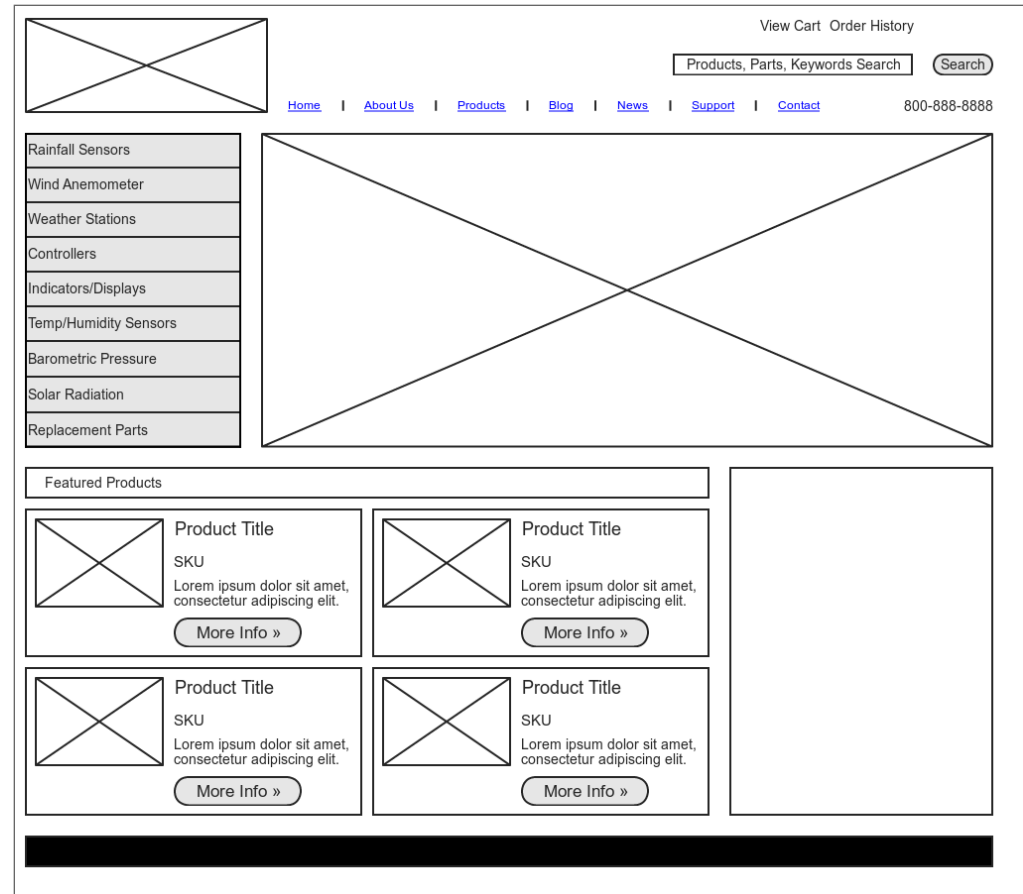 View Cart Order History
Products, Parts, Keywords Search
Search
Home I About Us I Products I Blog I News I Support I Contact
800-888-8888
Rainfall Sensors
Wind Anemometer
Weather Stations
Controllers
Indicators/Displays
Temp/Humidity Sensors
Barometric Pressure
Solar Radiation
Replacement Parts
Featured Products
Product Title
SKU
Lorem ipsum dolor sit amet,
consectetur adipiscing elit.
More Info »
Product Title
SKU
Lorem ipsum dolor sit amet,
consectetur adipiscing elit.
More Info »
Product Title
SKU
Lorem ipsum dolor sit amet,
consectetur adipiscing elit.
More Info »
Product Title
SKU
Lorem ipsum dolor sit amet,
consectetur adipiscing elit.
More Info »